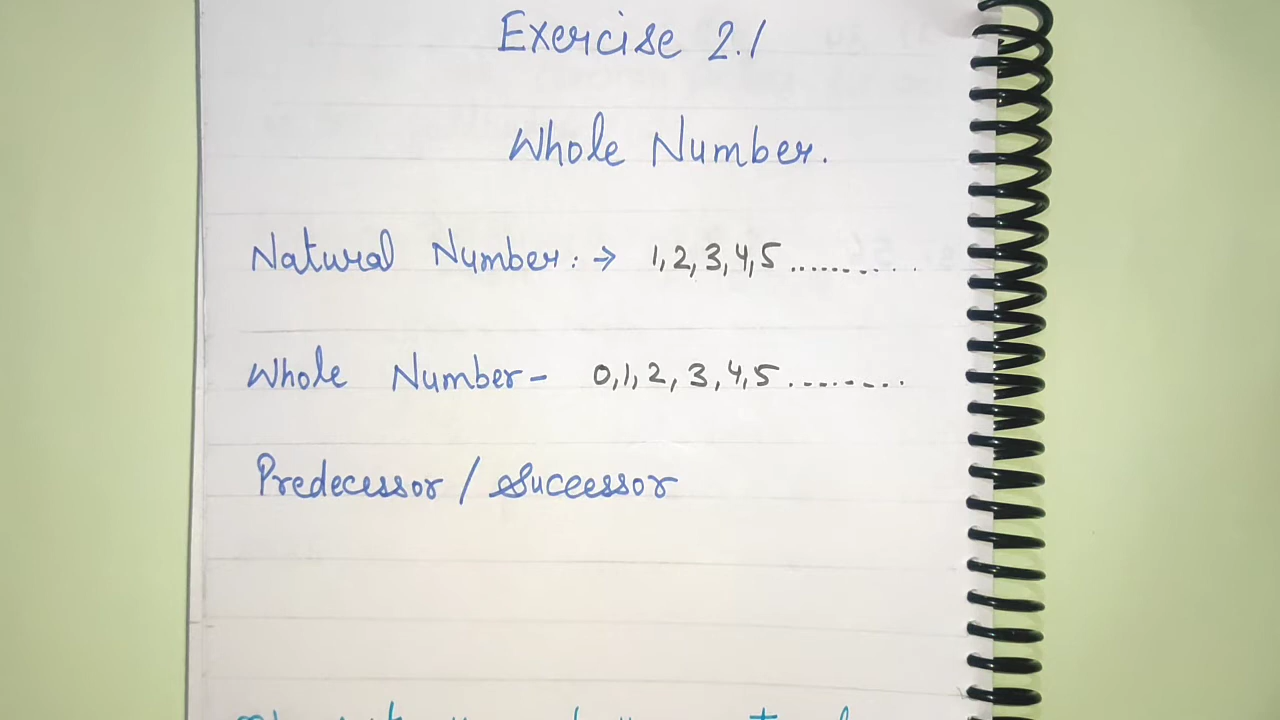 Exercise 2.1
Whole Number.
Natural Number :→ 1,2,3,4,5..........
Whole Number- 0,1,2,3,4,5........
Predecessor / Suceessor